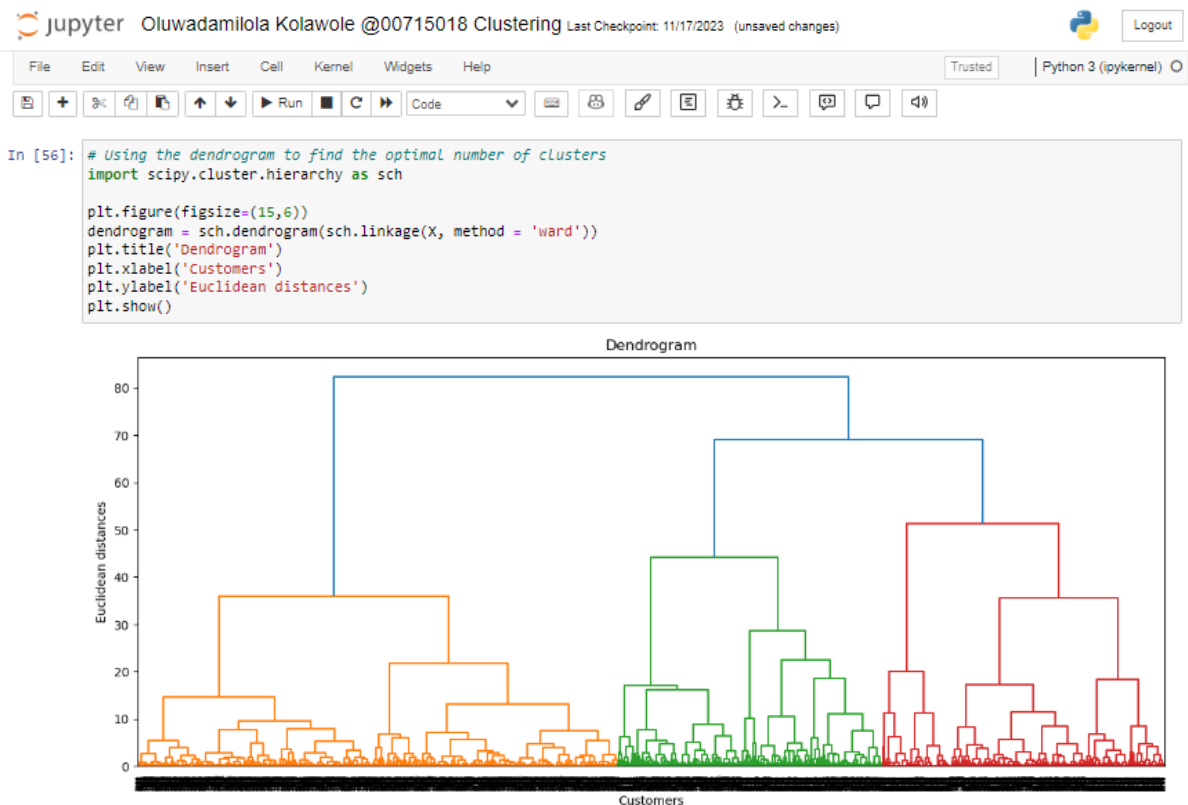 jupyter Oluwadamilola Kolawole @00715018 Clustering Last Checkpoint: 11/17/2023 (unsaved changes) Logout
File Edit View Insert Cell Kernel Widgets Help Trusted Python 3 (ipykernel)
Run Code
In [56]: # Using the dendrogram to find the optimal number of clusters
import scipy.cluster.hierarchy as sch
plt.figure(figsize=(15,6))
dendrogram = sch.dendrogram(sch.linkage(X, method = 'ward'))
plt.title('Dendrogram')
plt.xlabel('Customers')
plt.ylabel('Euclidean distances')
plt.show()
Dendrogram
80
70
60
50
40
30
20
10
0
Euclidean distances
Customers